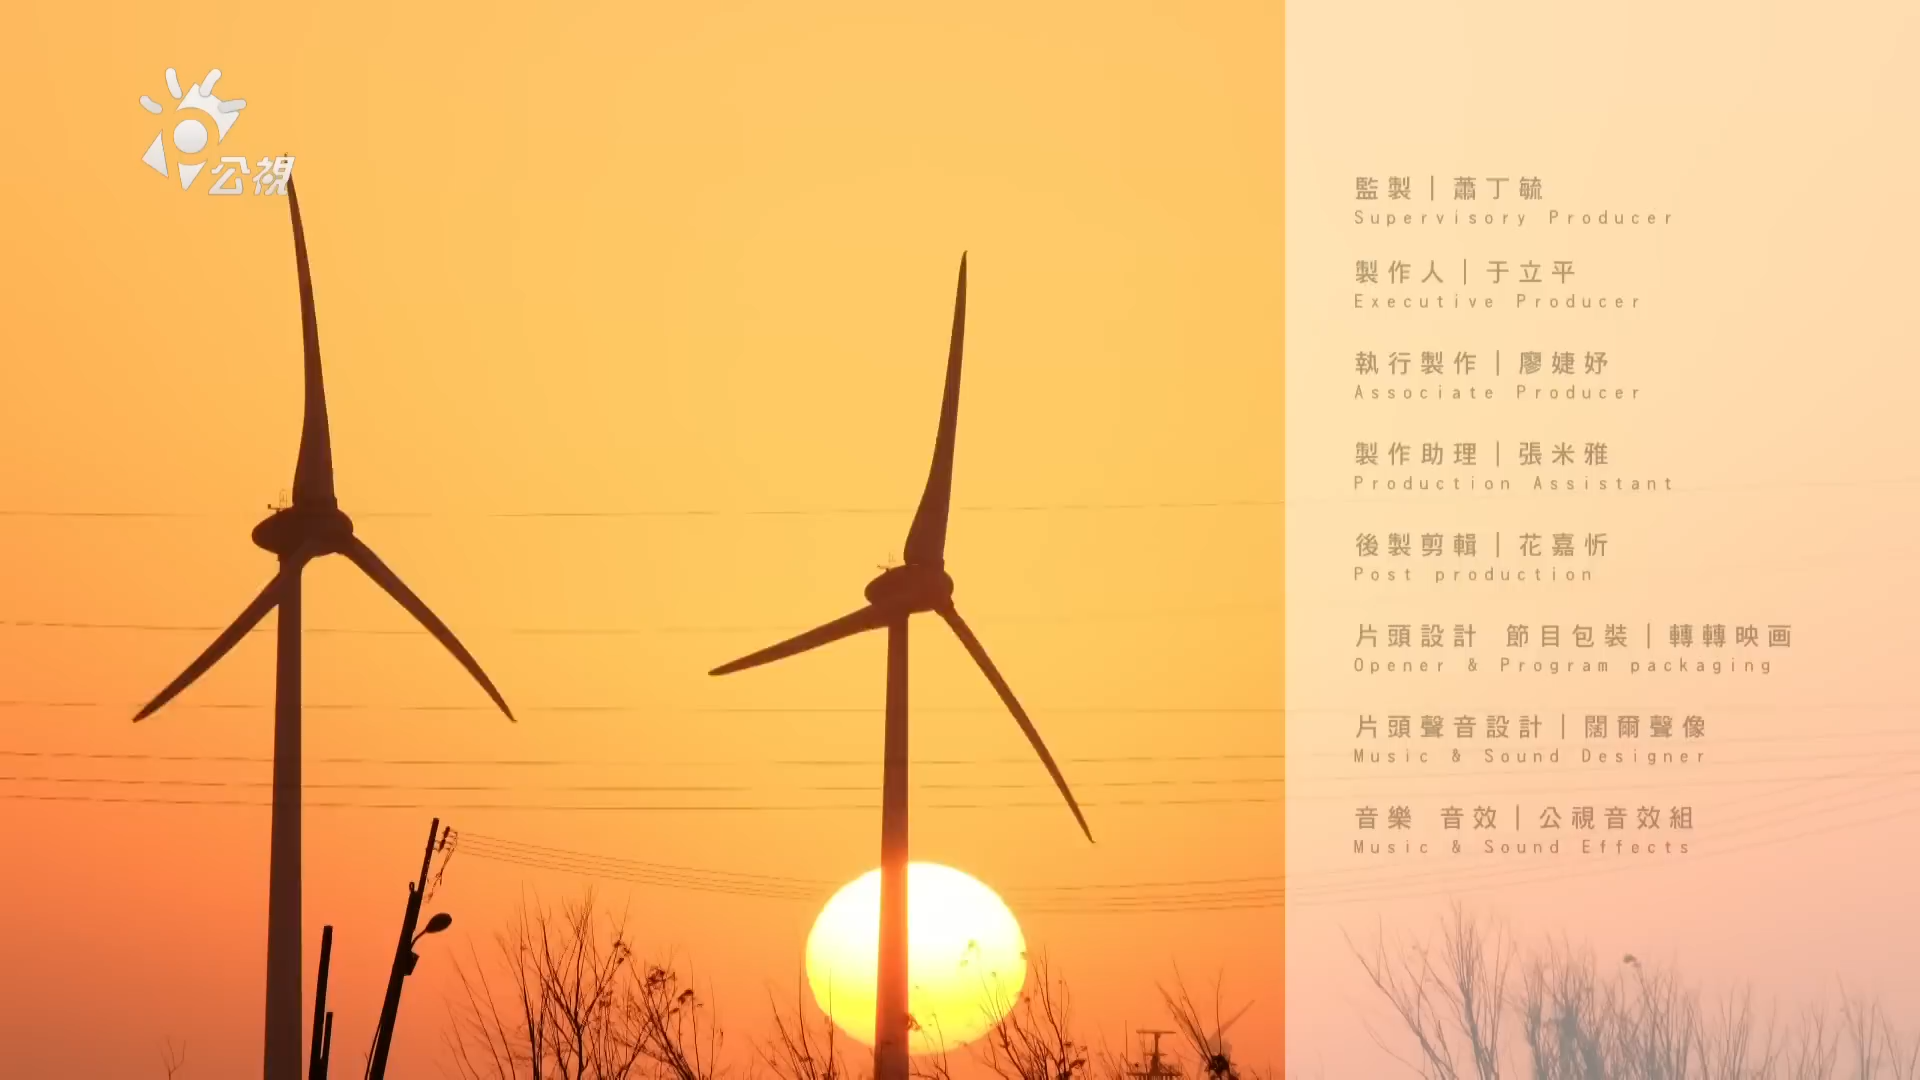 公視
監製｜蕭丁毓
Supervisory Producer
製作人｜于立平
Executive Producer
執行製作｜廖婕妤
Associate Producer
製作助理｜張米雅
Production Assistant
後製剪輯｜花嘉忻
Post production
片頭設計 節目包裝｜轉轉映画
Opener & Program packaging
片頭聲音設計｜闊爾聲像
Music & Sound Designer
音樂 音效｜公視音效組
Music & Sound Effects